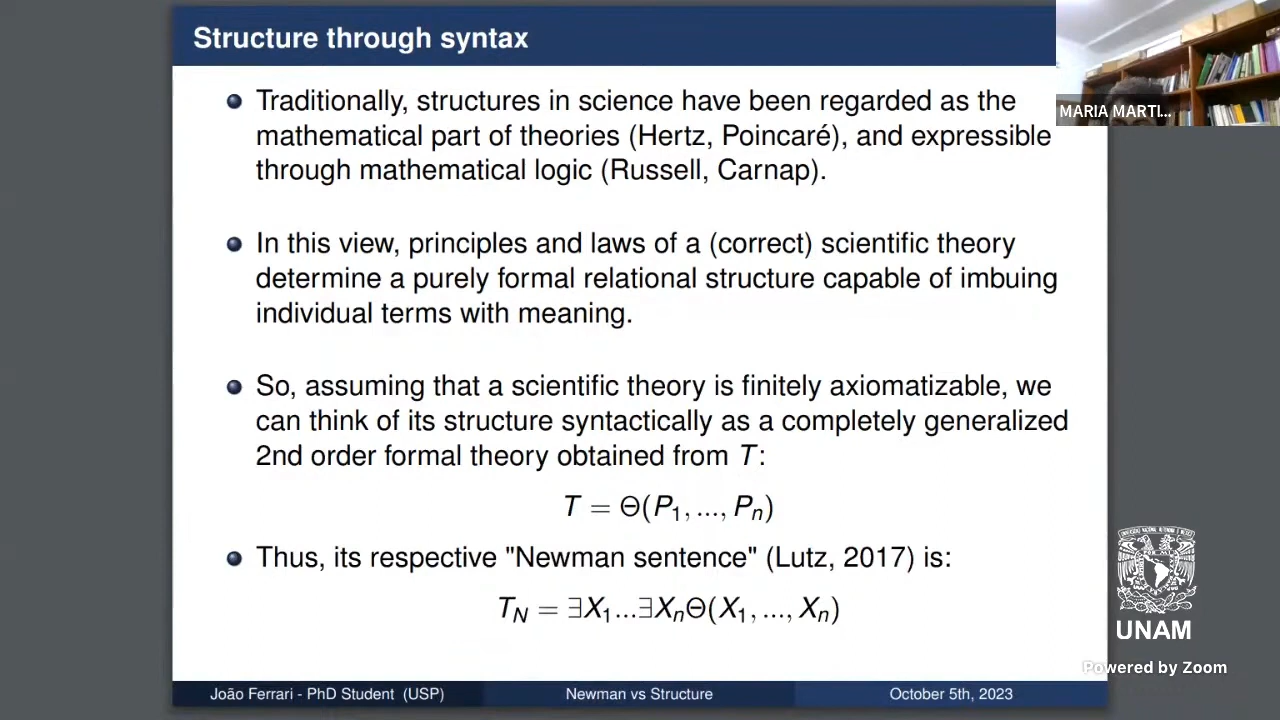 Structure through syntax
MARIA MARTI...
Traditionally, structures in science have been regarded as the
mathematical part of theories (Hertz, Poincaré), and expressible
through mathematical logic (Russell, Carnap).
In this view, principles and laws of a (correct) scientific theory
determine a purely formal relational structure capable of imbuing
individual terms with meaning.
So, assuming that a scientific theory is finitely axiomatizable, we
can think of its structure syntactically as a completely generalized
2nd order formal theory obtained from T:
T = Θ(P₁, ..., Pₙ)
Thus, its respective "Newman sentence" (Lutz, 2017) is:
T_N = ∃X₁...∃XₙΘ(X₁, ..., Xₙ)
UNAM
Powered by Zoom
João Ferrari - PhD Student (USP)
Newman vs Structure
October 5th, 2023